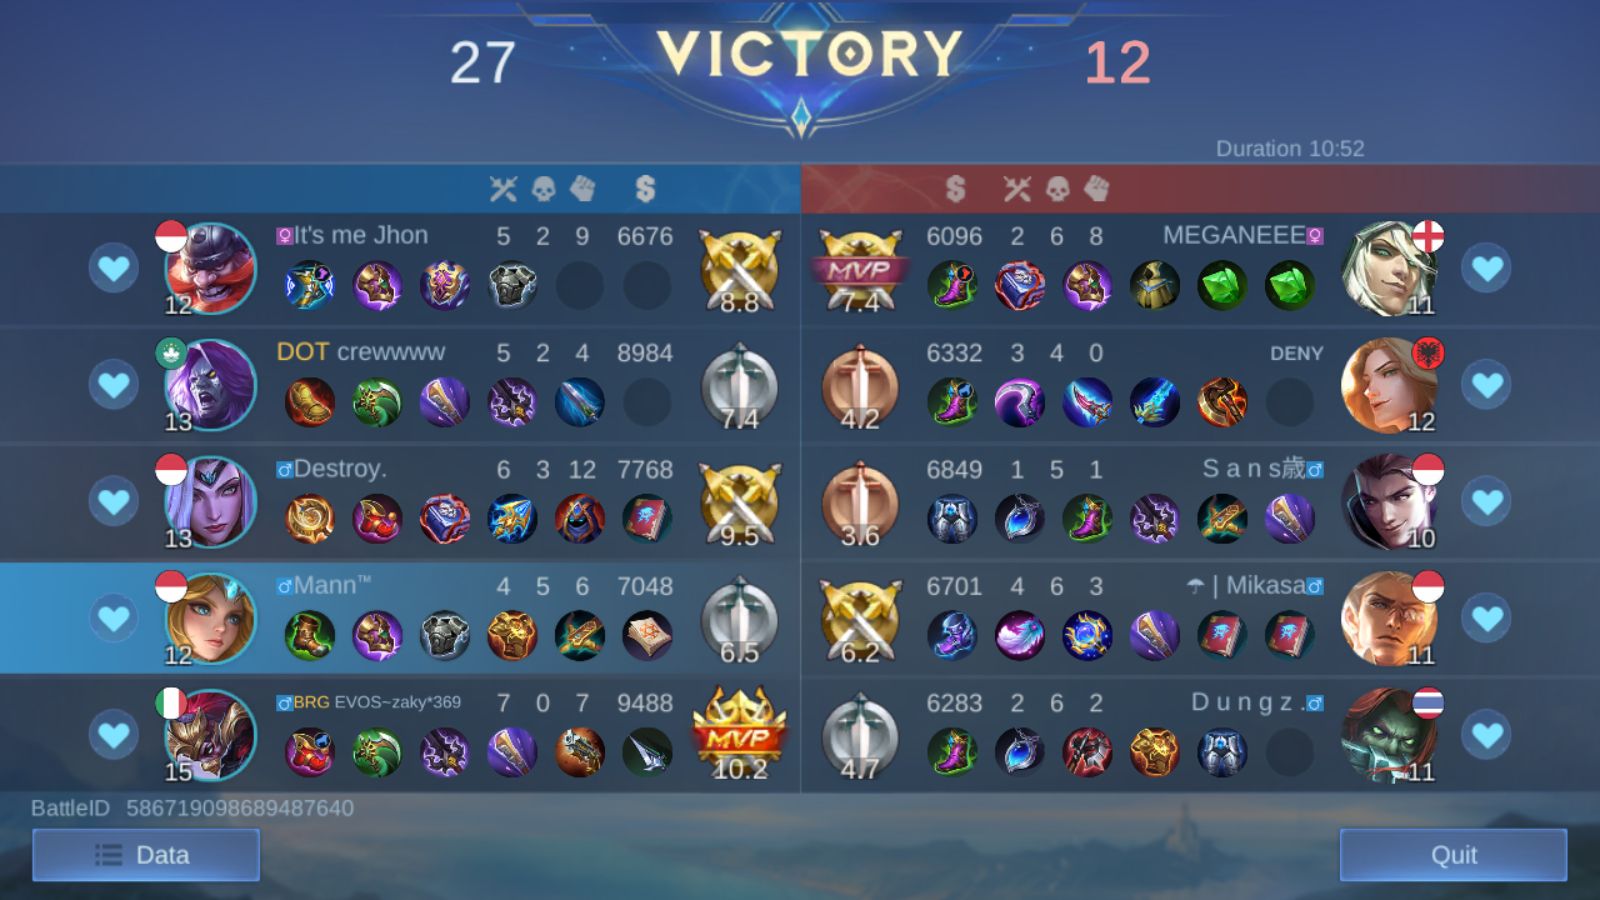 27 VICTORY 12
Duration 10:52
It's me Jhon 5 2 9 6676 8.8 12
MVP 7.4 6096 2 6 8 MEGANEEE 11
DOT crewwww 5 2 4 8984 7.4 13
4.2 6332 3 4 0 DENY 12
Destroy. 6 3 12 7768 9.5 13
3.6 6849 1 5 1 S a n s歳 10
Mann™ 4 5 6 7048 6.5 12
6.2 6701 4 6 3 ☂ | Mikasa 11
BRG EVOS~zaky*369 7 0 7 9488 MVP 10.2 15
4.7 6283 2 6 2 D u n g z . 11
BattleID 586719098689487640
Data
Quit